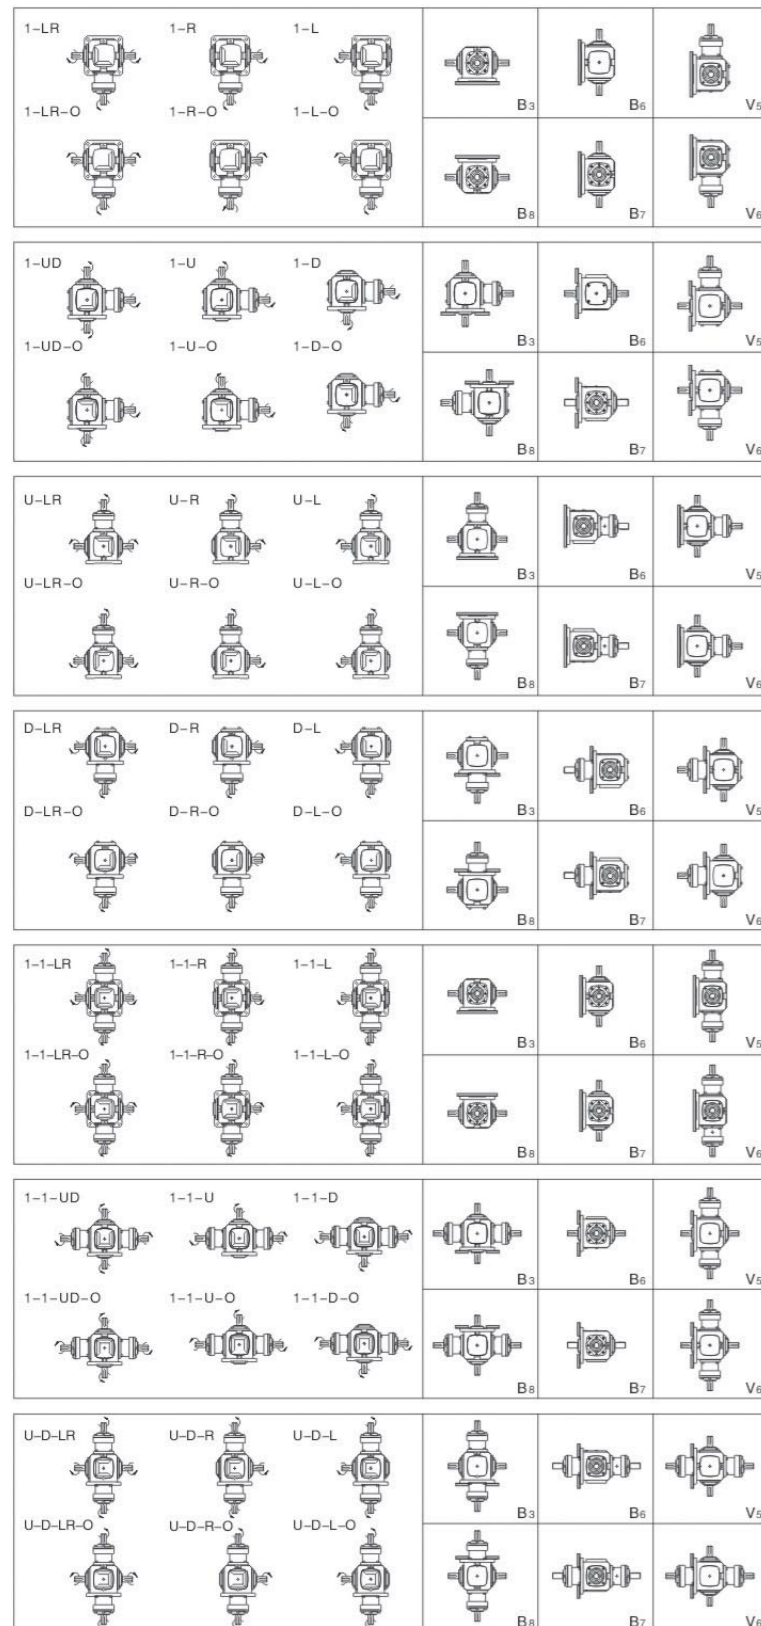 1-LR 1-R 1-L
B3 B6 V5
1-LR-O 1-R-O 1-L-O
B8 B7 V6
1-UD 1-U 1-D
B3 B6 V5
1-UD-O 1-U-O 1-D-O
B8 B7 V6
U-LR U-R U-L
B3 B6 V5
U-LR-O U-R-O U-L-O
B8 B7 V6
D-LR D-R D-L
B3 B6 V5
D-LR-O D-R-O D-L-O
B8 B7 V6
1-1-LR 1-1-R 1-1-L
B3 B6 V5
1-1-LR-O 1-1-R-O 1-1-L-O
B8 B7 V6
1-1-UD 1-1-U 1-1-D
B3 B6 V5
1-1-UD-O 1-1-U-O 1-1-D-O
B8 B7 V6
U-D-LR U-D-R U-D-L
B3 B6 V5
U-D-LR-O U-D-R-O U-D-L-O
B8 B7 V6